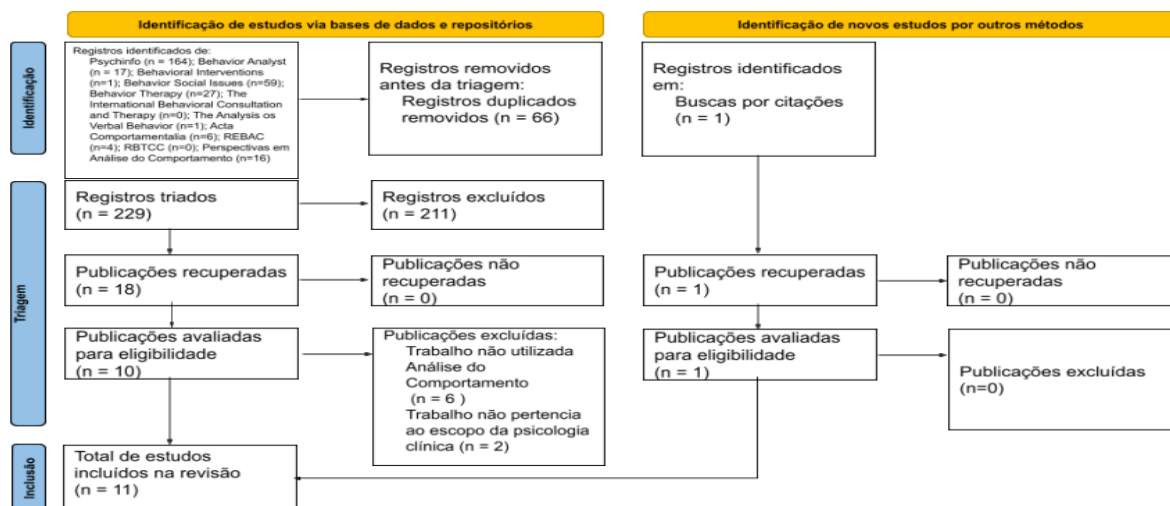 Identificação de estudos via bases de dados e repositórios
Identificação de novos estudos por outros métodos
Identificação
Registros identificados de:
Psychinfo (n = 164); Behavior Analyst
(n = 17); Behavioral Interventions
(n=1); Behavior Social Issues (n=59);
Behavior Therapy (n=27); The
International Behavioral Consultation
and Therapy (n=0); The Analysis os
Verbal Behavior (n=1); Acta
Comportamentalia (n=6); REBAC
(n=4); RBTCC (n=0); Perspectivas em
Análise do Comportamento (n=16)
Registros removidos
antes da triagem:
Registros duplicados
removidos (n = 66)
Registros identificados
em:
Buscas por citações
(n = 1)
Triagem
Registros triados
(n = 229)
Registros excluídos
(n = 211)
Publicações recuperadas
(n = 18)
Publicações não
recuperadas
(n = 0)
Publicações recuperadas
(n = 1)
Publicações não
recuperadas
(n = 0)
Publicações avaliadas
para eligibilidade
(n = 10)
Publicações excluídas:
Trabalho não utilizada
Análise do
Comportamento
(n = 6 )
Trabalho não pertencia
ao escopo da psicologia
clínica (n = 2)
Publicações avaliadas
para eligibilidade
(n = 1)
Publicações excluídas
(n=0)
Inclusão
Total de estudos
incluídos na revisão
(n = 11)